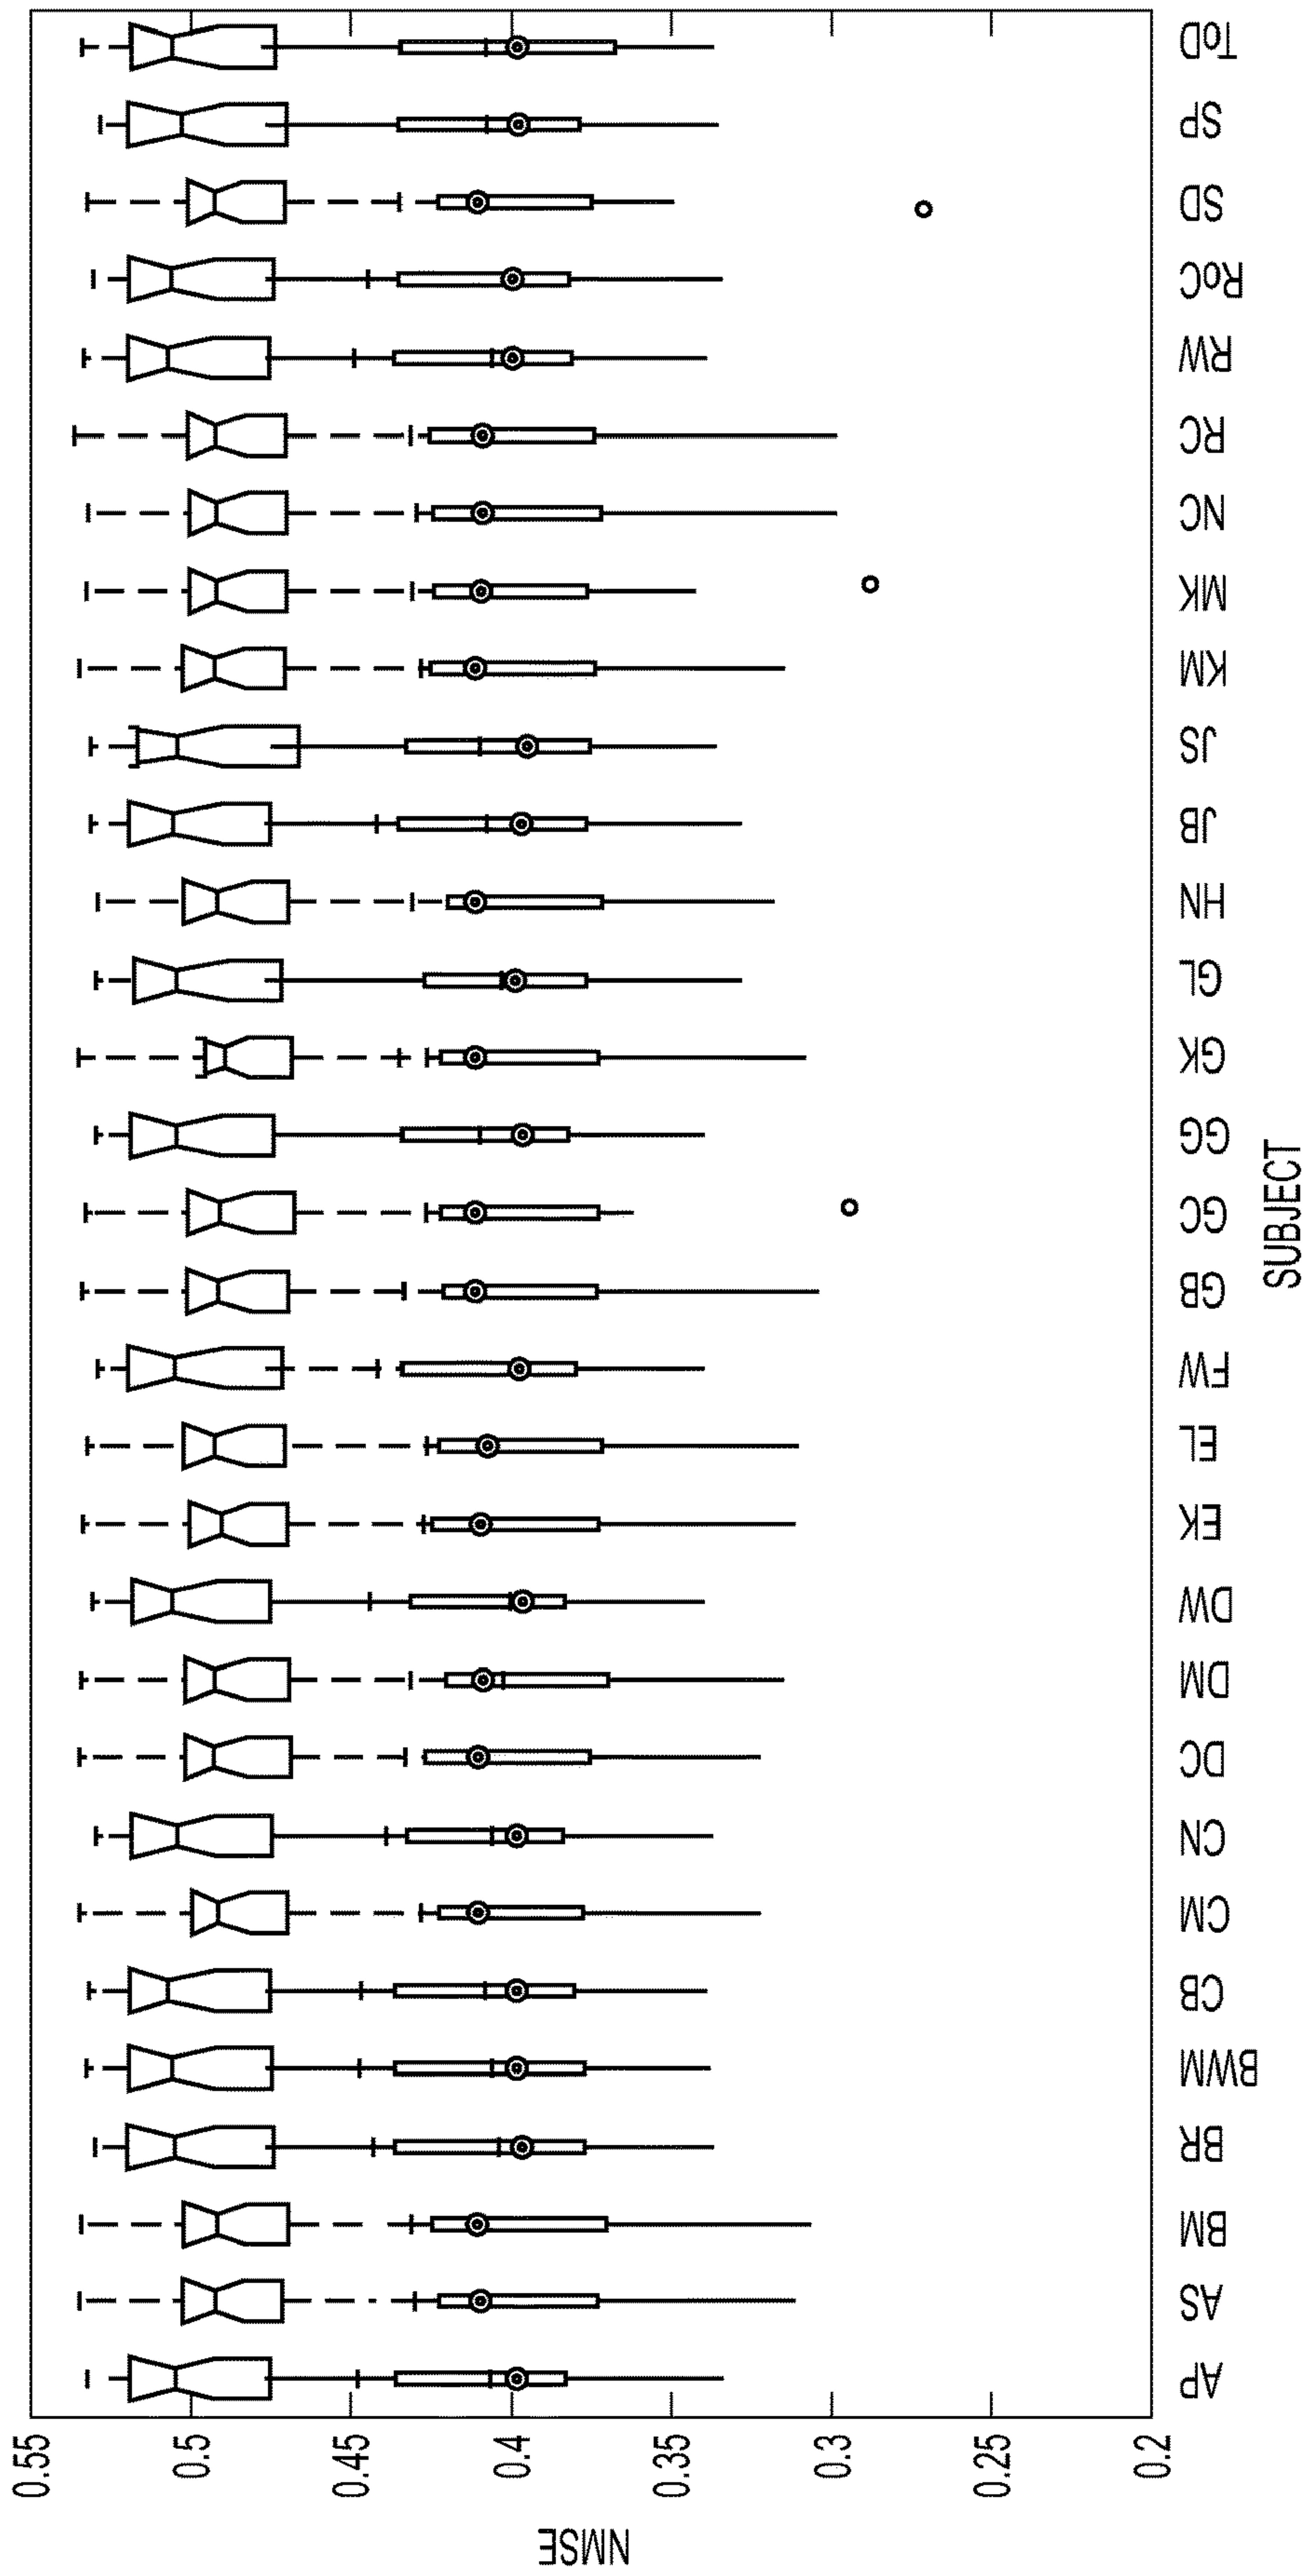 NMSE
0.55
0.5
0.45
0.4
0.35
0.3
0.25
0.2
AP
AS
BM
BR
BWM
CB
CM
CN
DC
DM
DW
EK
EL
FW
GB
GC
GG
GK
GL
HN
JB
JS
KM
MK
NC
RC
RW
RoC
SD
SP
ToD
SUBJECT